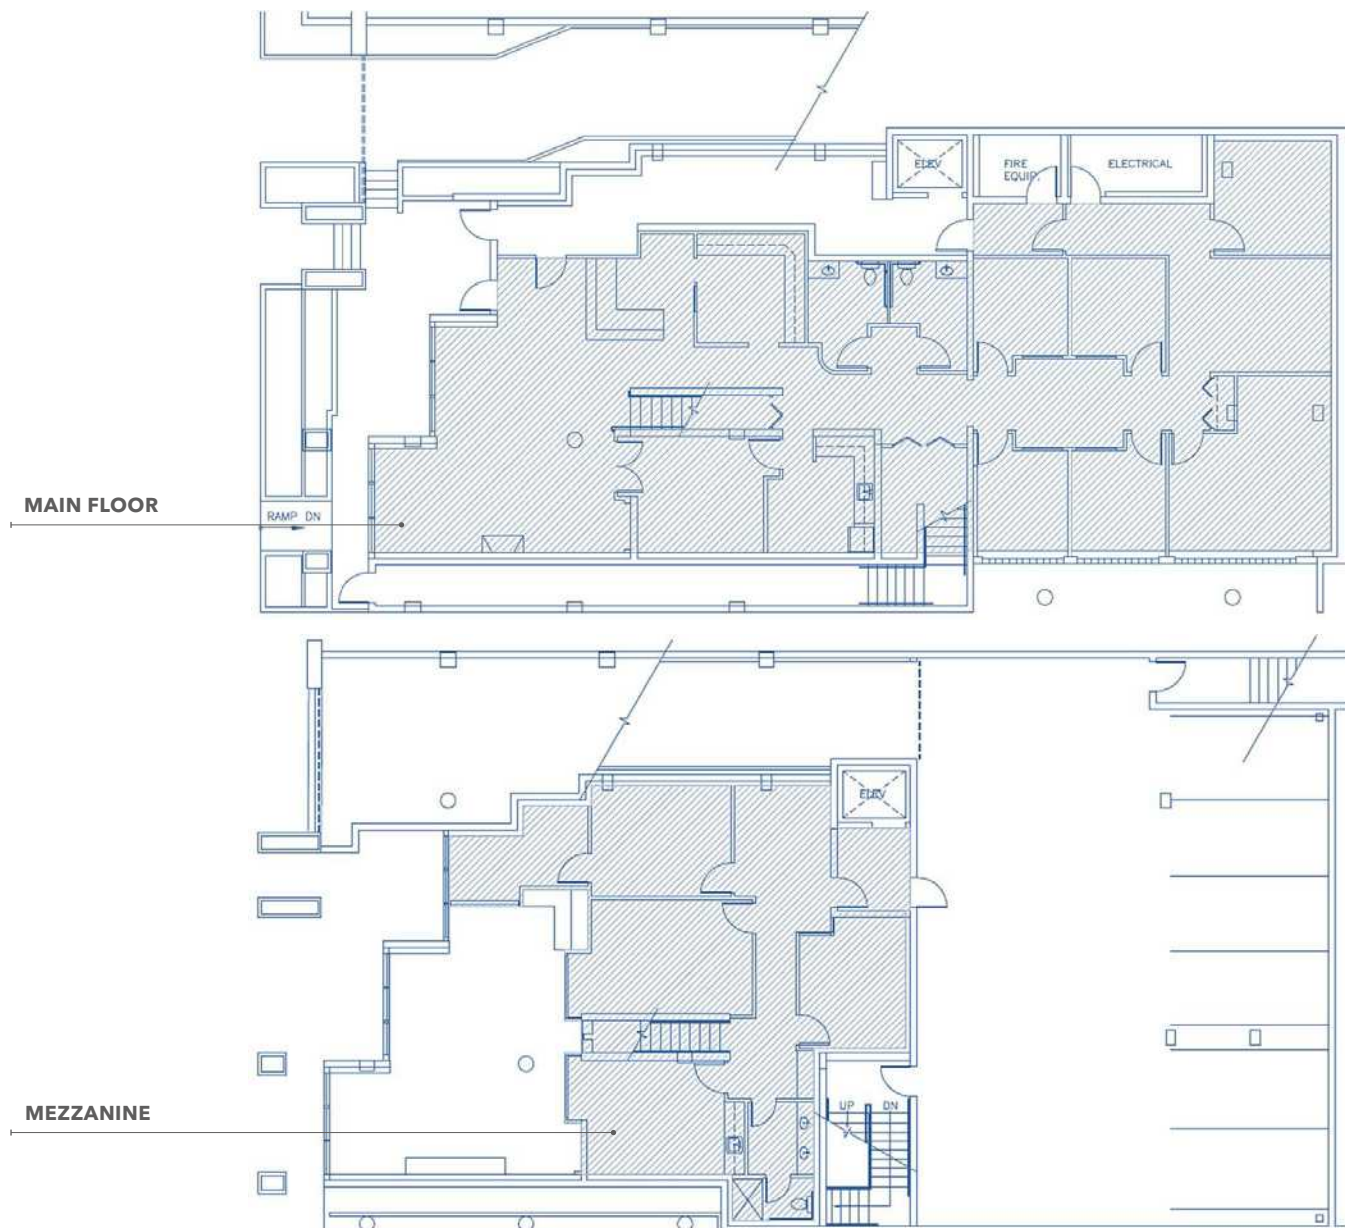 ELEV
FIRE
EQUIP.
ELECTRICAL
MAIN FLOOR
RAMP DN
ELEV
MEZZANINE
UP DN